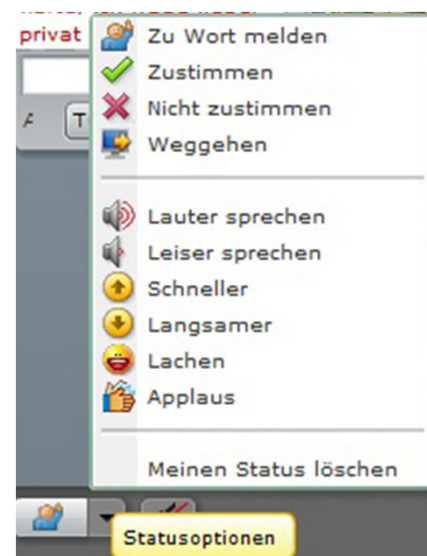 privat
Zu Wort melden
Zustimmen
Nicht zustimmen
Weggehen
Lauter sprechen
Leiser sprechen
Schneller
Langsamer
Lachen
Applaus
Meinen Status löschen
Statusoptionen